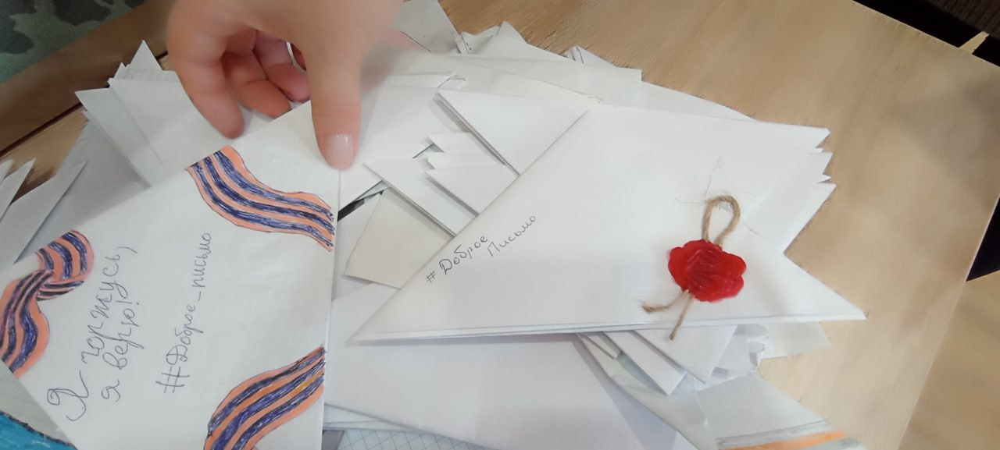 Я горжусь,
я верю!
#Доброе_письмо
# Доброе
Письмо